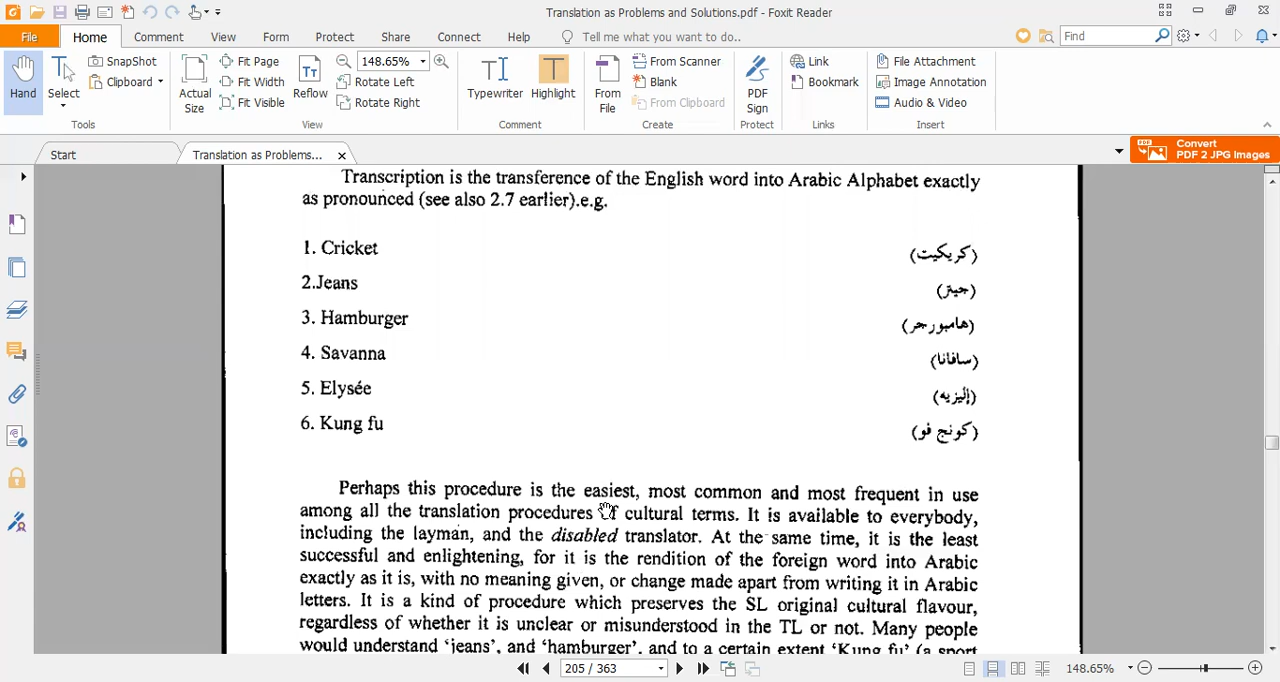 Translation as Problems and Solutions.pdf - Foxit Reader
File Home Comment View Form Protect Share Connect Help Tell me what you want to do.. Find
Hand
Select
SnapShot
Clipboard
Tools
Actual Size
Fit Page
Fit Width
Fit Visible
Reflow
148.65%
Rotate Left
Rotate Right
View
Typewriter
Highlight
Comment
From File
From Scanner
Blank
From Clipboard
Create
PDF Sign
Protect
Link
Bookmark
Links
File Attachment
Image Annotation
Audio & Video
Insert
Start
Translation as Problems...
Convert
PDF 2 JPG Images
Transcription is the transference of the English word into Arabic Alphabet exactly
as pronounced (see also 2.7 earlier).e.g.
1. Cricket (كريكيت)
2.Jeans (جينز)
3. Hamburger (هامبورجر)
4. Savanna (سافانا)
5. Elysée (إليزيه)
6. Kung fu (كونج فو)
Perhaps this procedure is the easiest, most common and most frequent in use
among all the translation procedures of cultural terms. It is available to everybody,
including the layman, and the disabled translator. At the same time, it is the least
successful and enlightening, for it is the rendition of the foreign word into Arabic
exactly as it is, with no meaning given, or change made apart from writing it in Arabic
letters. It is a kind of procedure which preserves the SL original cultural flavour,
regardless of whether it is unclear or misunderstood in the TL or not. Many people
would understand 'jeans', and 'hamburger', and to a certain extent 'Kung fu' (a sport
205 / 363
148.65%